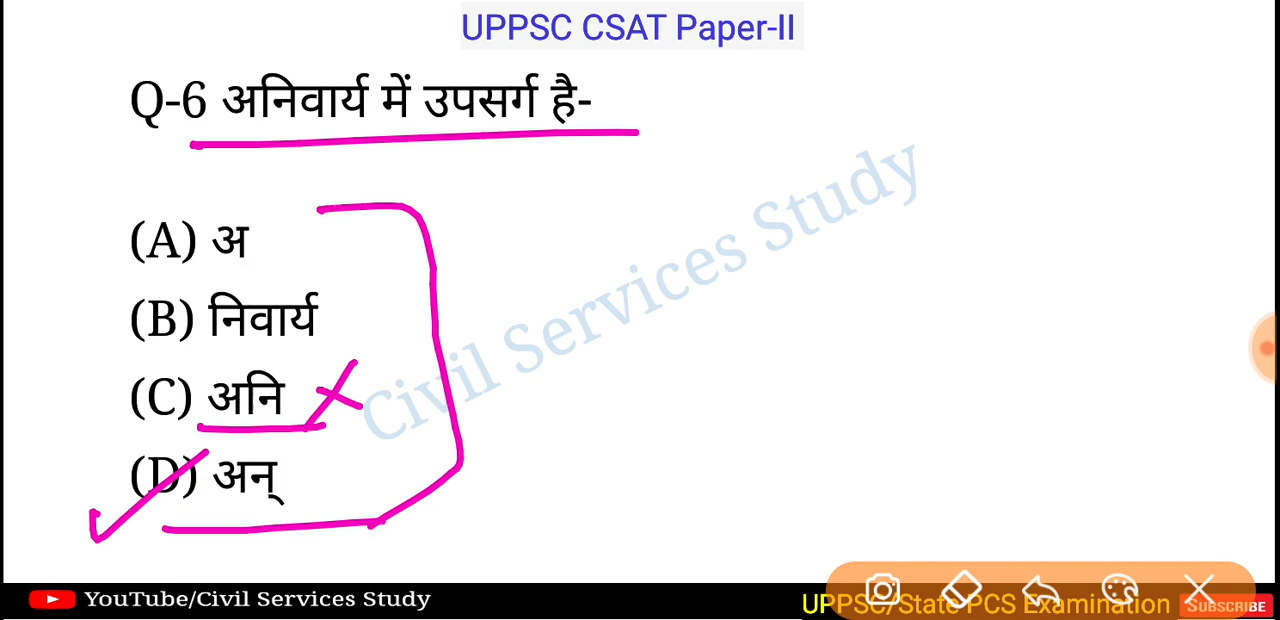 UPPSC CSAT Paper-II
Q-6 अनिवार्य में उपसर्ग है-
(A) अ
(B) निवार्य
(C) अनि
(D) अन्
Civil Services Study
YouTube/Civil Services Study
UPPSC/State PCS Examination
SUBSCRIBE